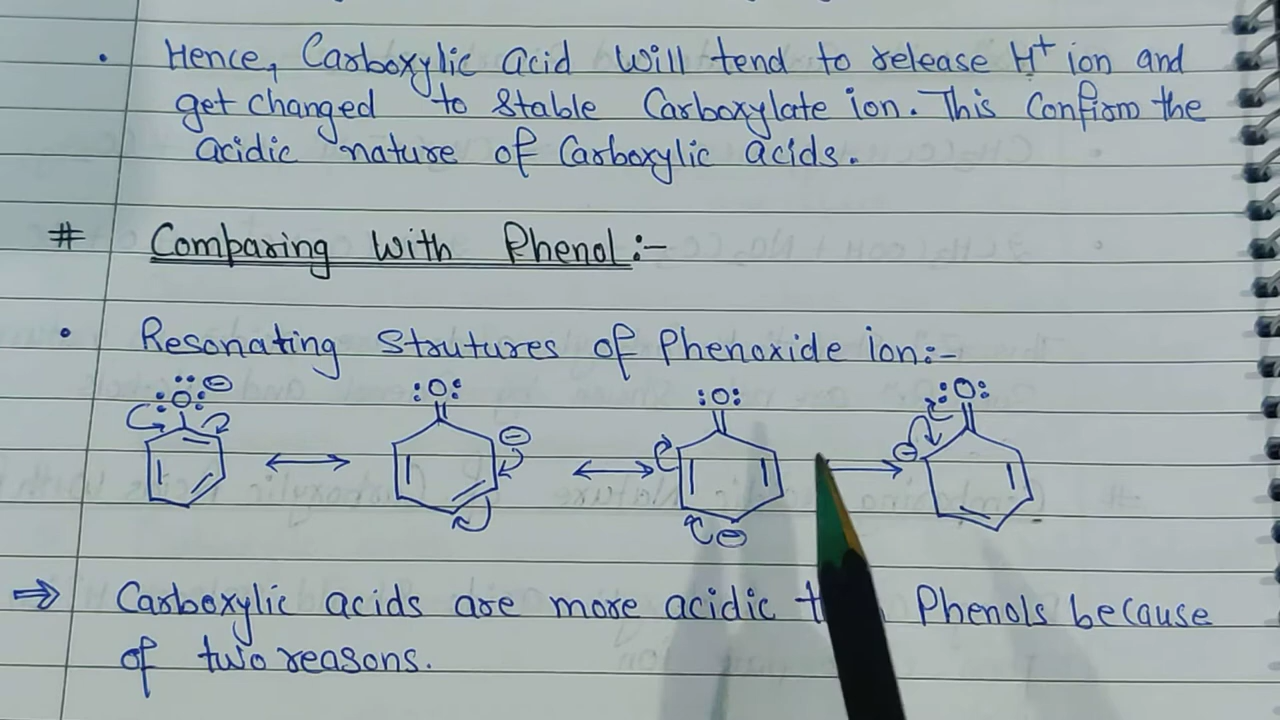 • Hence, Carboxylic acid will tend to release H⁺ ion and
get changed to stable Carboxylate ion. This Confirm the
acidic nature of Carboxylic acids.
# Comparing With Phenol:-
• Resonating Strutures of Phenoxide ion:-
:O:⊖ :O: :O: :O:
⊖ ⊖ ⊖
⇒ Carboxylic acids are more acidic Phenols because
of two reasons.